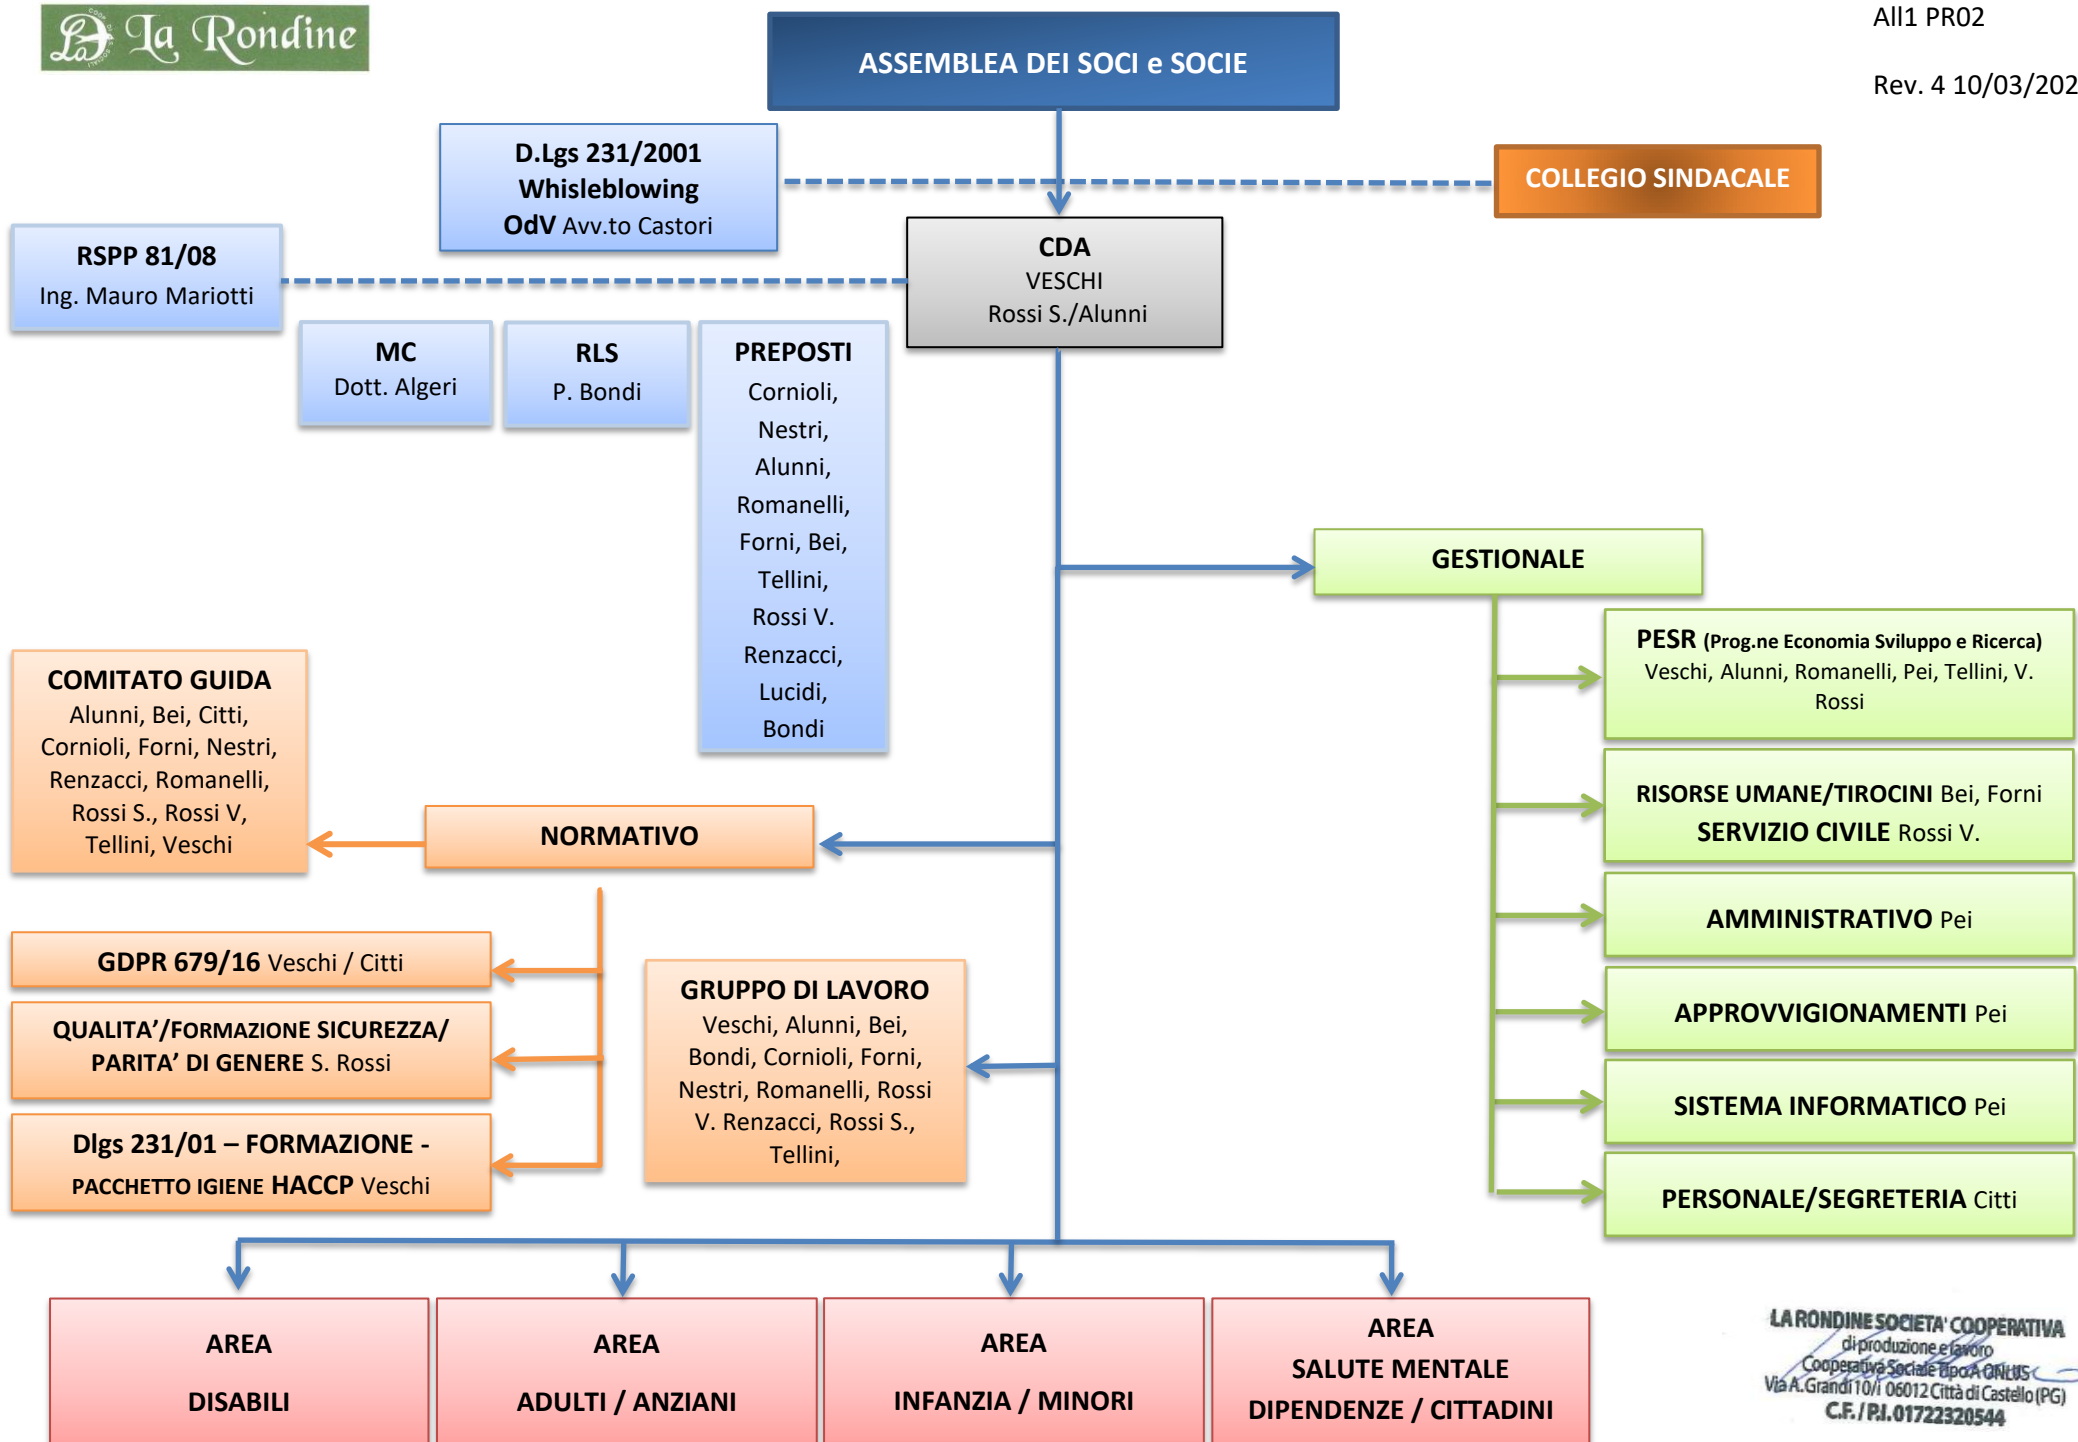 La Rondine
All1 PR02
Rev. 4 10/03/202
ASSEMBLEA DEI SOCI e SOCIE
D.Lgs 231/2001
Whisleblowing
OdV Avv.to Castori
COLLEGIO SINDACALE
RSPP 81/08
Ing. Mauro Mariotti
CDA
VESCHI
Rossi S./Alunni
MC
Dott. Algeri
RLS
P. Bondi
PREPOSTI
Cornioli,
Nestri,
Alunni,
Romanelli,
Forni, Bei,
Tellini,
Rossi V.
Renzacci,
Lucidi,
Bondi
GESTIONALE
PESR (Prog.ne Economia Sviluppo e Ricerca)
Veschi, Alunni, Romanelli, Pei, Tellini, V.
Rossi
RISORSE UMANE/TIROCINI Bei, Forni
SERVIZIO CIVILE Rossi V.
AMMINISTRATIVO Pei
APPROVVIGIONAMENTI Pei
SISTEMA INFORMATICO Pei
PERSONALE/SEGRETERIA Citti
COMITATO GUIDA
Alunni, Bei, Citti,
Cornioli, Forni, Nestri,
Renzacci, Romanelli,
Rossi S., Rossi V,
Tellini, Veschi
NORMATIVO
GDPR 679/16 Veschi / Citti
QUALITA’/FORMAZIONE SICUREZZA/
PARITA’ DI GENERE S. Rossi
Dlgs 231/01 – FORMAZIONE -
PACCHETTO IGIENE HACCP Veschi
GRUPPO DI LAVORO
Veschi, Alunni, Bei,
Bondi, Cornioli, Forni,
Nestri, Romanelli, Rossi
V. Renzacci, Rossi S.,
Tellini,
AREA
DISABILI
AREA
ADULTI / ANZIANI
AREA
INFANZIA / MINORI
AREA
SALUTE MENTALE
DIPENDENZE / CITTADINI
LA RONDINE SOCIETA' COOPERATIVA
di produzione e lavoro
Cooperativa Sociale Tipo A ONLUS
Via A. Grandi 10/i 06012 Città di Castello (PG)
C.F. / P.I. 01722320544